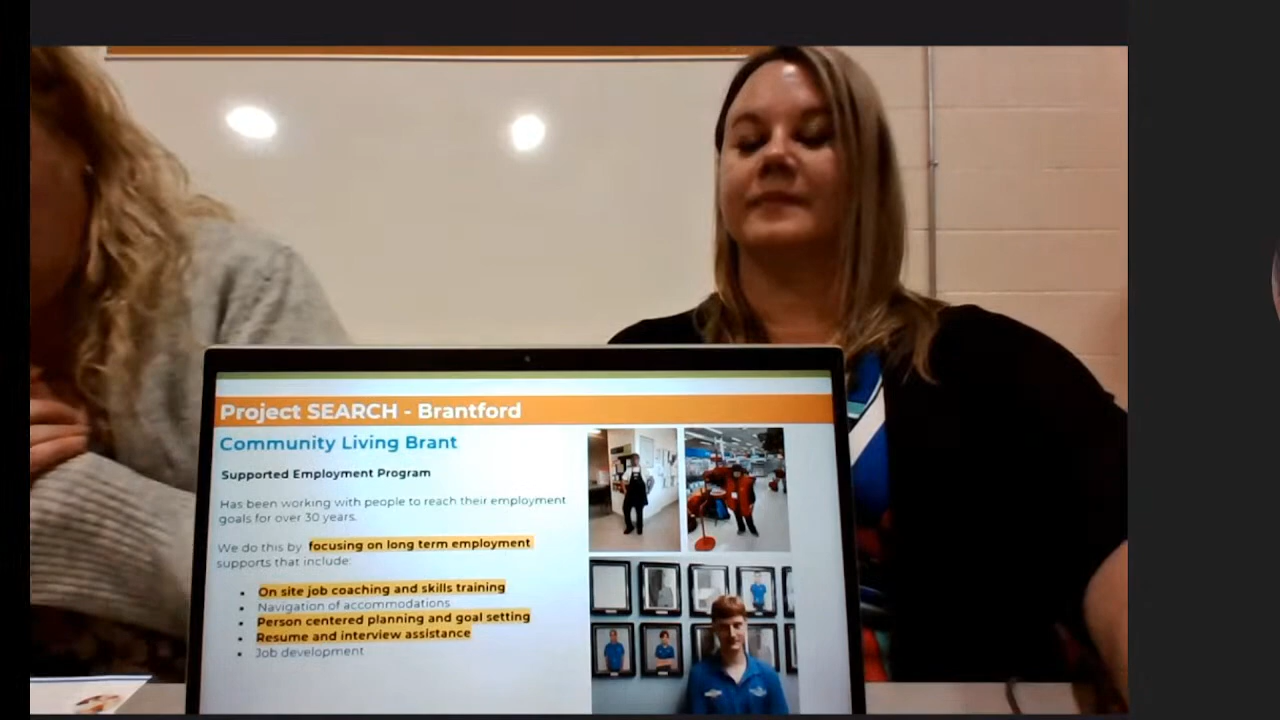 Project SEARCH - Brantford
Community Living Brant
Supported Employment Program
Has been working with people to reach their employment
goals for over 30 years.
We do this by focusing on long term employment
supports that include:
• On site job coaching and skills training
• Navigation of accommodations
• Person centered planning and goal setting
• Resume and interview assistance
• Job development